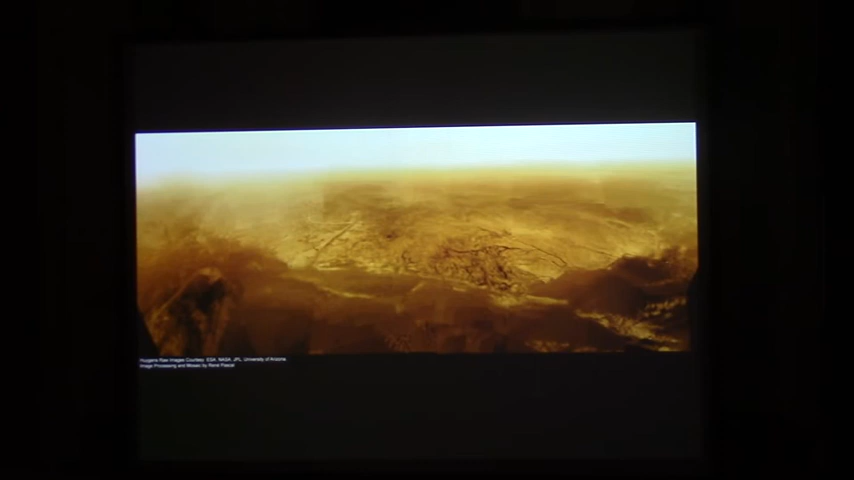 Huygens Raw Images Courtesy: ESA, NASA, JPL, University of Arizona
Image Processing and Mosaic by René Pascal